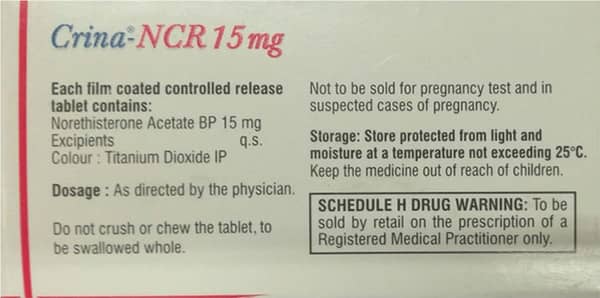 Crina®-NCR 15 mg
Each film coated controlled release
tablet contains:
Norethisterone Acetate BP 15 mg
Excipients q.s.
Colour : Titanium Dioxide IP
Dosage : As directed by the physician.
Do not crush or chew the tablet, to
be swallowed whole.
Not to be sold for pregnancy test and in
suspected cases of pregnancy.
Storage: Store protected from light and
moisture at a temperature not exceeding 25°C.
Keep the medicine out of reach of children.
SCHEDULE H DRUG WARNING: To be
sold by retail on the prescription of a
Registered Medical Practitioner only.